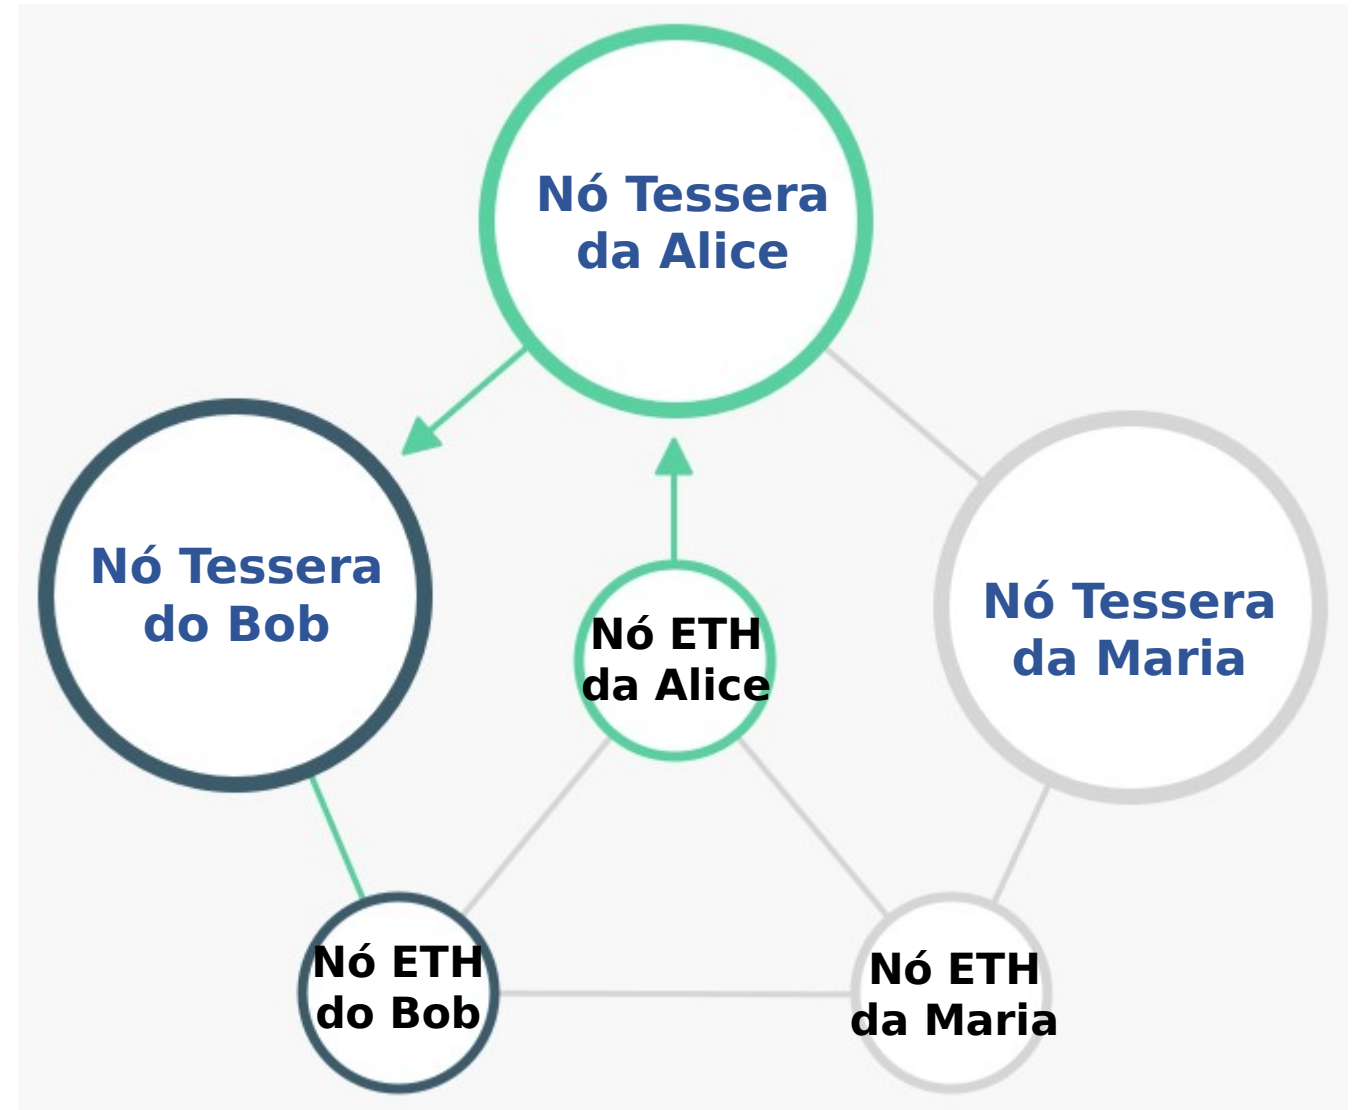 Nó Tessera
da Alice
Nó Tessera
do Bob
Nó Tessera
da Maria
Nó ETH
da Alice
Nó ETH
do Bob
Nó ETH
da Maria